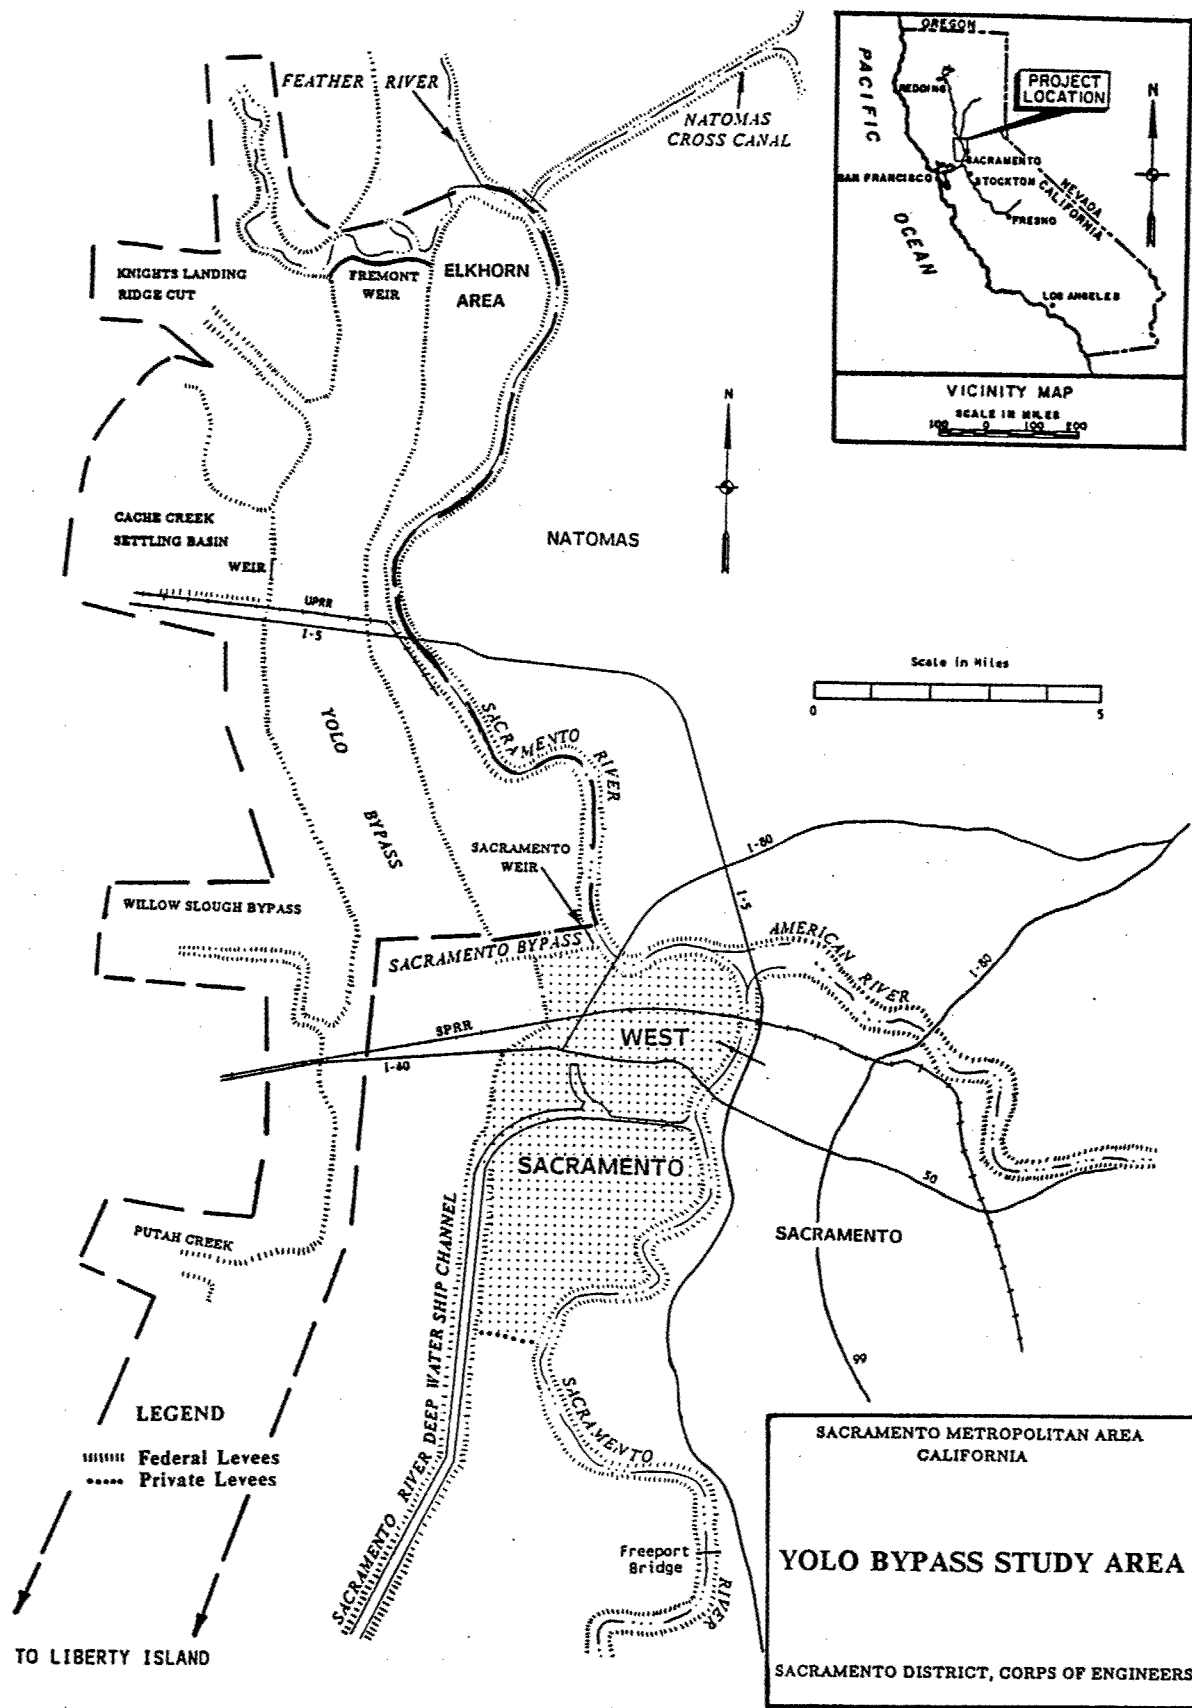 OREGON
PACIFIC
OCEAN
REDDING
PROJECT
LOCATION
N
SACRAMENTO
SAN FRANCISCO
STOCKTON
FRESNO
NEVADA
CALIFORNIA
LOS ANGELES
VICINITY MAP
SCALE IN MILES
100 0 100 200
FEATHER RIVER
NATOMAS
CROSS CANAL
KNIGHTS LANDING
RIDGE CUT
FREMONT
WEIR
ELKHORN
AREA
N
CACHE CREEK
SETTLING BASIN
WEIR
NATOMAS
UPRR
I-5
Scale in Miles
0 5
YOLO
BYPASS
SACRAMENTO
RIVER
SACRAMENTO
WEIR
I-80
I-5
WILLOW SLOUGH BYPASS
SACRAMENTO BYPASS
AMERICAN RIVER
I-80
SPRR
WEST
I-80
SACRAMENTO
50
SACRAMENTO
PUTAH CREEK
SACRAMENTO RIVER DEEP WATER SHIP CHANNEL
99
SACRAMENTO
RIVER
Freeport
Bridge
LEGEND
Federal Levees
Private Levees
TO LIBERTY ISLAND
SACRAMENTO METROPOLITAN AREA
CALIFORNIA
YOLO BYPASS STUDY AREA
SACRAMENTO DISTRICT, CORPS OF ENGINEERS